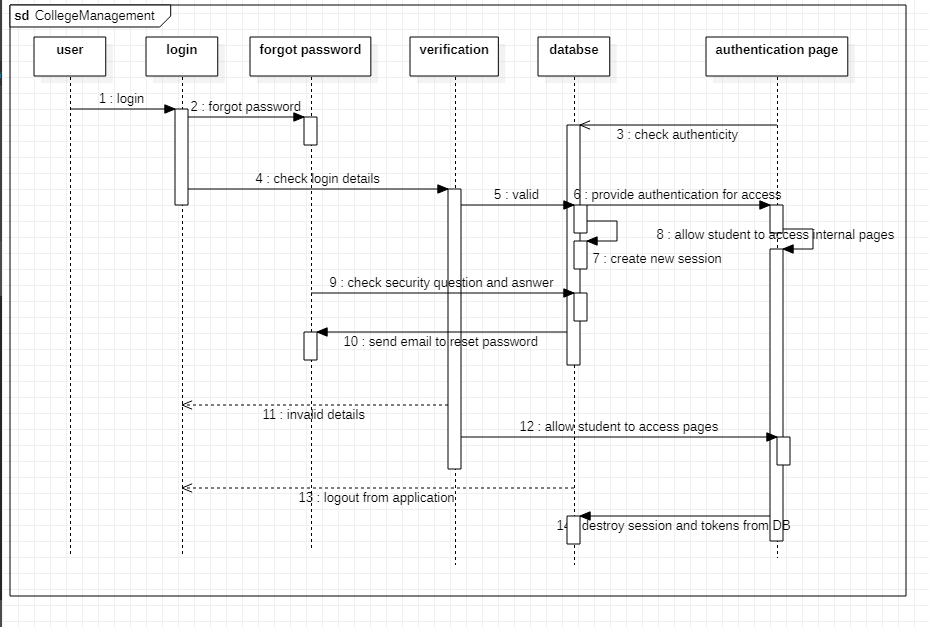 sd CollegeManagement
user
login
forgot password
verification
databse
authentication page
1 : login
2 : forgot password
3 : check authenticity
4 : check login details
5 : valid
6 : provide authentication for access
8 : allow student to access internal pages
7 : create new session
9 : check security question and asnwer
10 : send email to reset password
11 : invalid details
12 : allow student to access pages
13 : logout from application
14 destroy session and tokens from DB